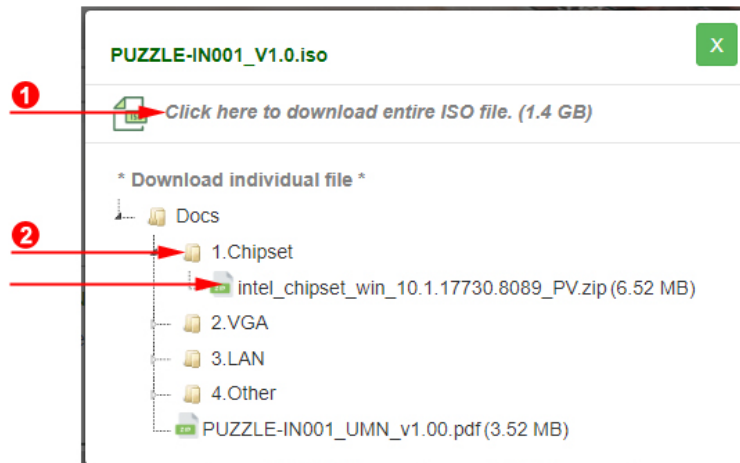 PUZZLE-IN001_V1.0.iso
X
1
Click here to download entire ISO file. (1.4 GB)
* Download individual file *
Docs
2
1.Chipset
intel_chipset_win_10.1.17730.8089_PV.zip (6.52 MB)
2.VGA
3.LAN
4.Other
PUZZLE-IN001_UMN_v1.00.pdf (3.52 MB)